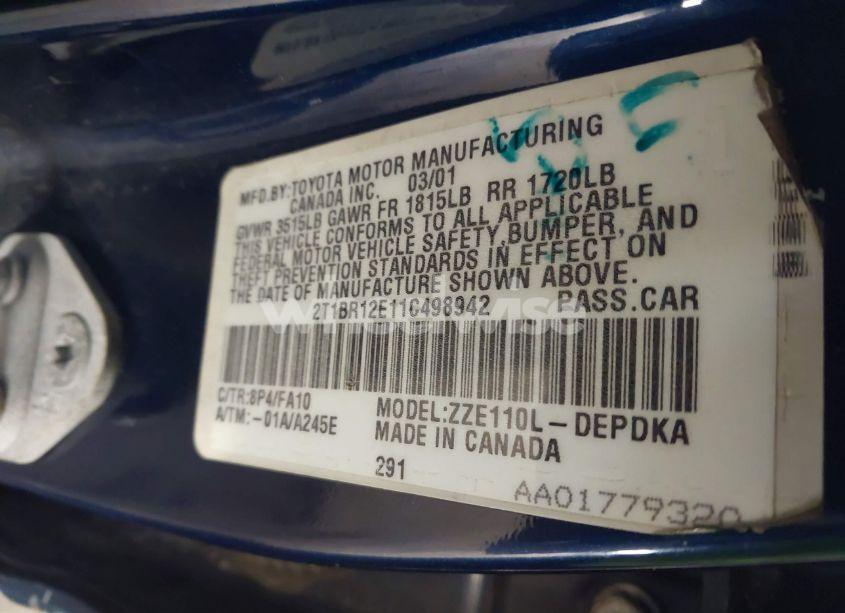 MFD.BY:TOYOTA MOTOR MANUFACTURING
CANADA INC. 03/01
GVWR 3515LB GAWR FR 1815LB RR 1720LB
THIS VEHICLE CONFORMS TO ALL APPLICABLE
FEDERAL MOTOR VEHICLE SAFETY,BUMPER, AND
THEFT PREVENTION STANDARDS IN EFFECT ON
THE DATE OF MANUFACTURE SHOWN ABOVE.
2T1BR12E11C498942 PASS.CAR
C/TR:8P4/FA10
A/TM:-01A/A245E
MODEL:ZZE110L-DEPDKA
MADE IN CANADA
291
AA01779320